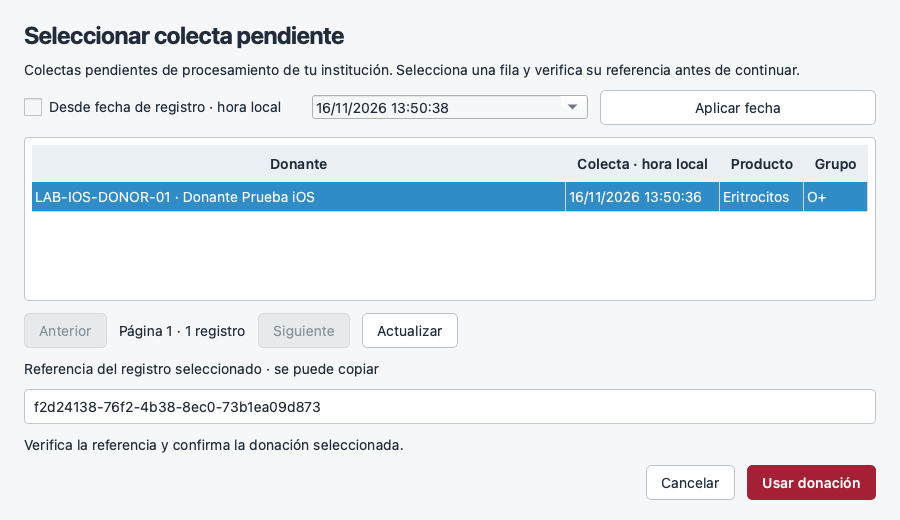 Seleccionar colecta pendiente
Colectas pendientes de procesamiento de tu institución. Selecciona una fila y verifica su referencia antes de continuar.
Desde fecha de registro · hora local 16/11/2026 13:50:38 Aplicar fecha
Donante Colecta · hora local Producto Grupo
LAB-IOS-DONOR-01 · Donante Prueba iOS 16/11/2026 13:50:36 Eritrocitos O+
Anterior Página 1 · 1 registro Siguiente Actualizar
Referencia del registro seleccionado · se puede copiar
f2d24138-76f2-4b38-8ec0-73b1ea09d873
Verifica la referencia y confirma la donación seleccionada.
Cancelar Usar donación